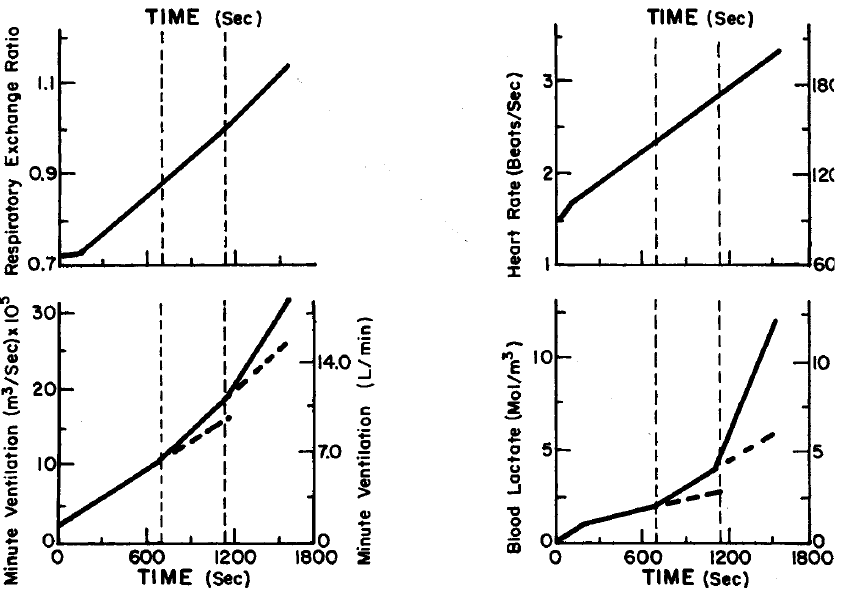 TIME (Sec)
Respiratory Exchange Ratio
1.1
0.9
0.7
TIME (Sec)
Heart Rate (Beats/Sec)
3
2
1
180
120
60
Minute Ventilation (m³/Sec) x 10⁵
30
20
10
0
14.0
7.0
0
Minute Ventilation (L/min)
0 600 1200 1800
TIME (Sec)
Blood Lactate (Mol/m³)
10
5
0
10
5
0
0 600 1200 1800
TIME (Sec)